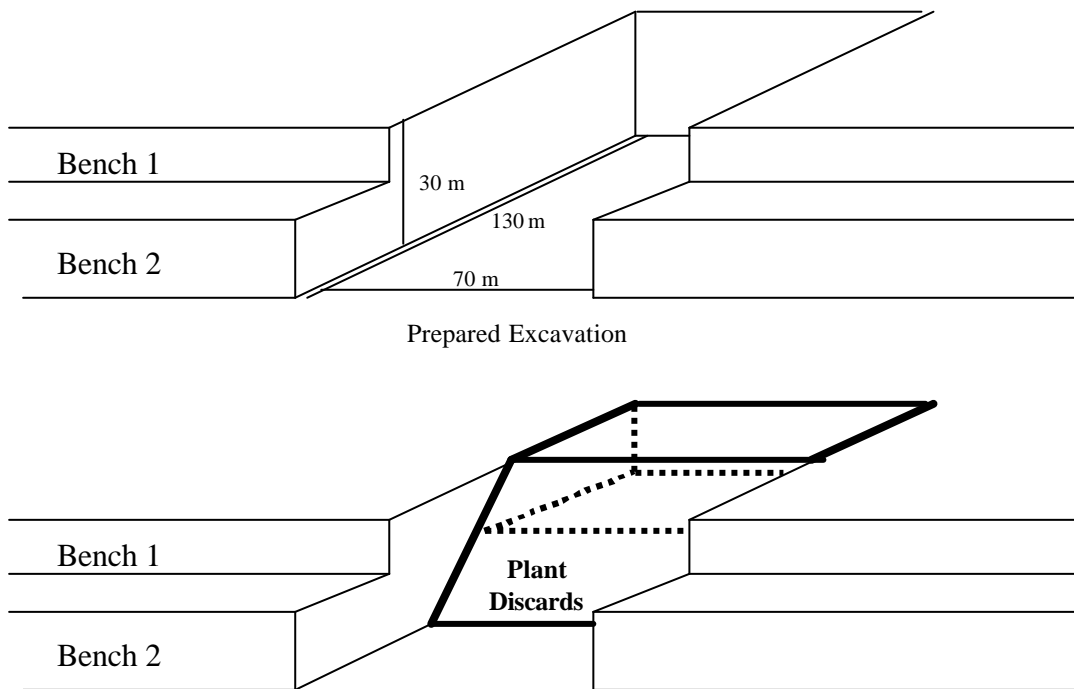 Bench 1
30 m
130 m
Bench 2
70 m
Prepared Excavation
Bench 1
Plant
Discards
Bench 2